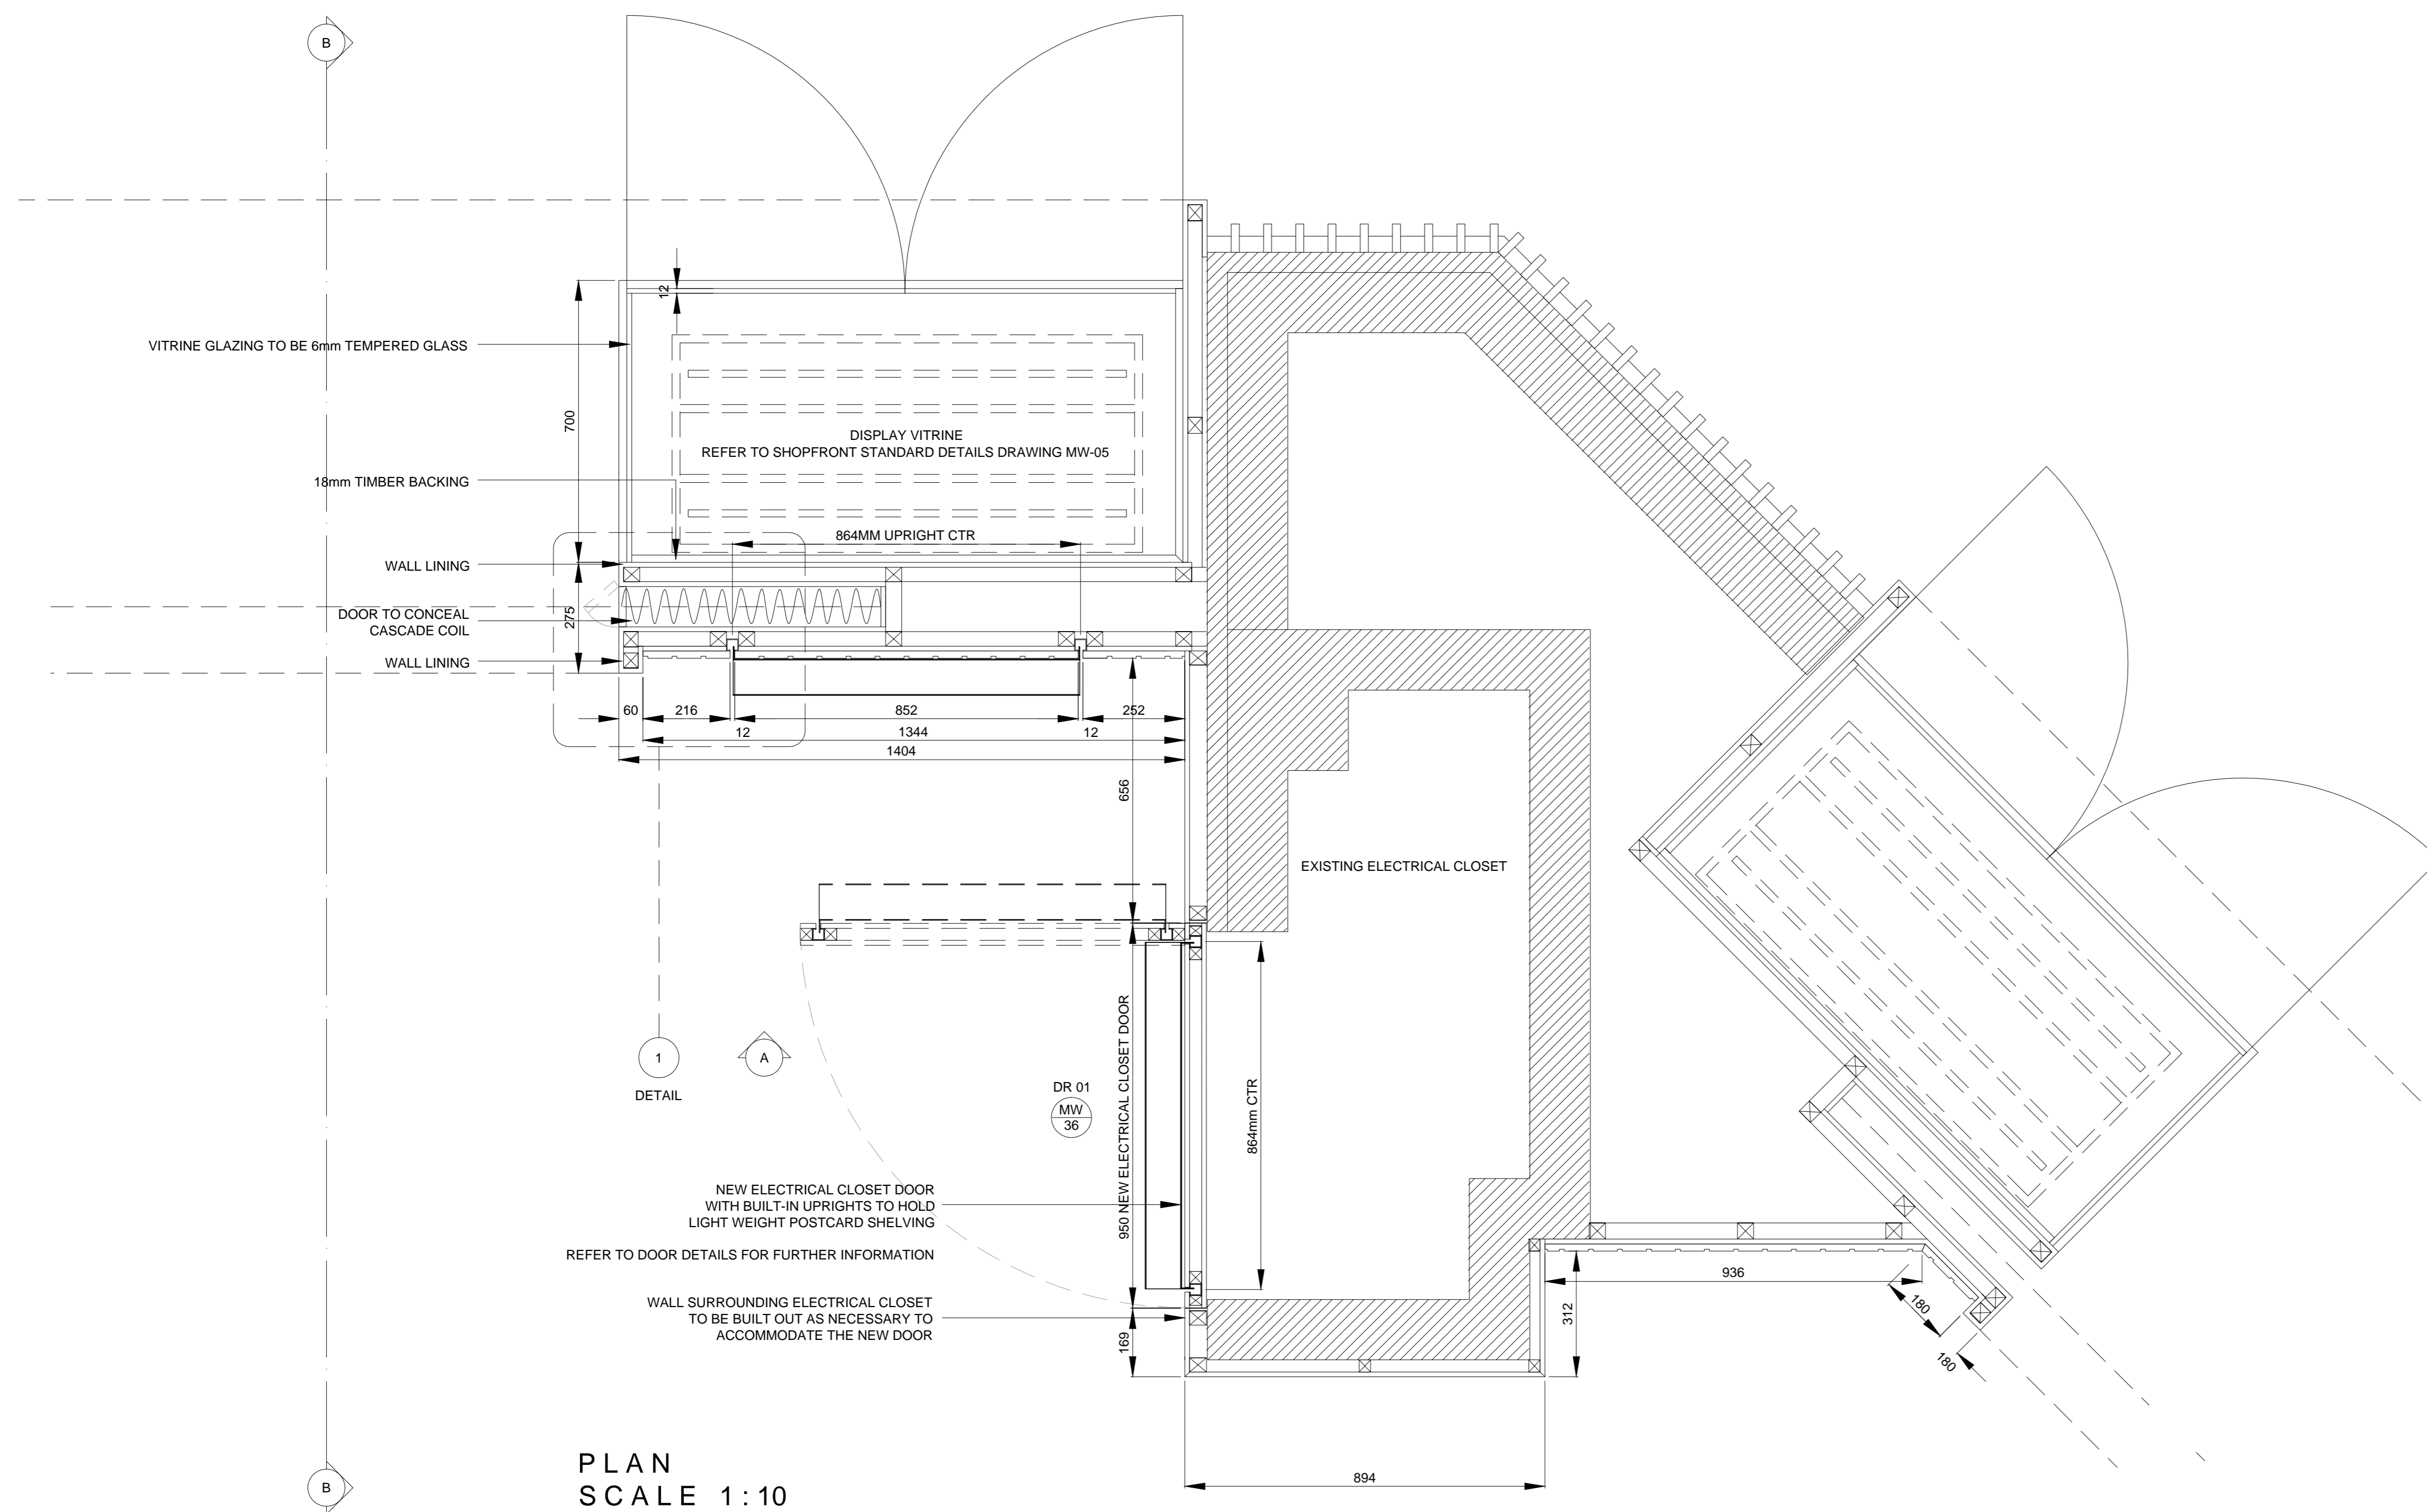 B
12
VITRINE GLAZING TO BE 6mm TEMPERED GLASS
700
DISPLAY VITRINE
REFER TO SHOPFRONT STANDARD DETAILS DRAWING MW-05
18mm TIMBER BACKING
864MM UPRIGHT CTR
WALL LINING
275
DOOR TO CONCEAL
CASCADE COIL
WALL LINING
60
216
852
252
12
1344
12
1404
656
EXISTING ELECTRICAL CLOSET
1
DETAIL
A
DR 01
MW
36
950 NEW ELECTRICAL CLOSET DOOR
864mm CTR
NEW ELECTRICAL CLOSET DOOR
WITH BUILT-IN UPRIGHTS TO HOLD
LIGHT WEIGHT POSTCARD SHELVING
REFER TO DOOR DETAILS FOR FURTHER INFORMATION
WALL SURROUNDING ELECTRICAL CLOSET
TO BE BUILT OUT AS NECESSARY TO
ACCOMMODATE THE NEW DOOR
169
936
312
180
180
894
PLAN
SCALE 1:10
B